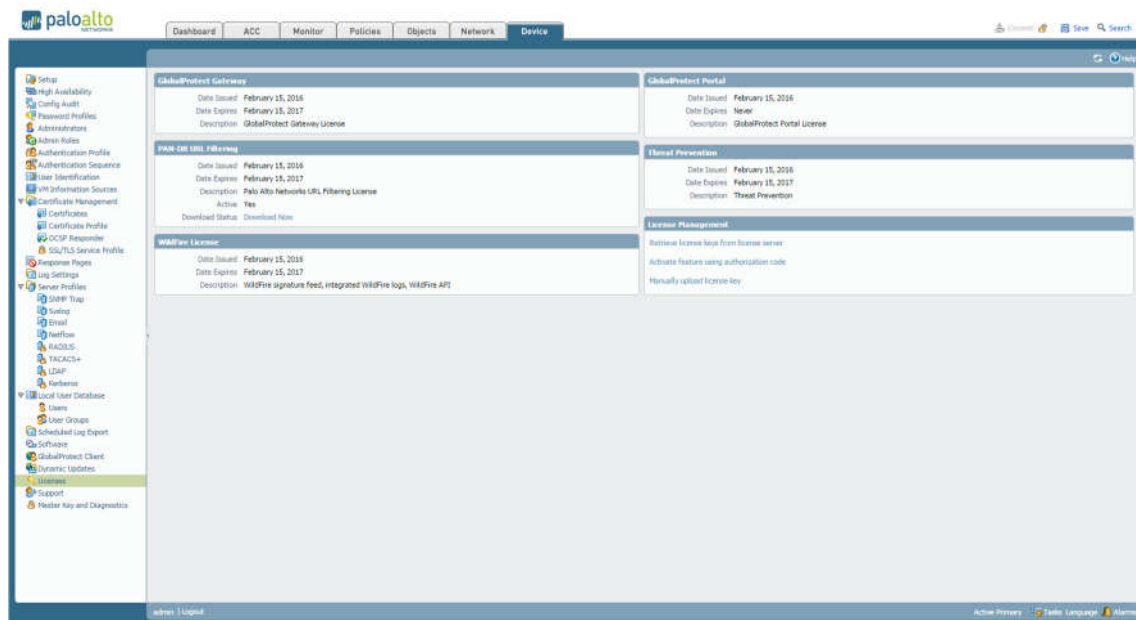 paloalto
NETWORKS
Dashboard
ACC
Monitor
Policies
Objects
Network
Device
Commit
Save
Search
Help
Setup
High Availability
Config Audit
Password Profiles
Administrators
Admin Roles
Authentication Profile
Authentication Sequence
User Identification
VM Information Sources
Certificate Management
Certificates
Certificate Profile
OCSP Responder
SSL/TLS Service Profile
Response Pages
Log Settings
Server Profiles
SNMP Trap
Syslog
Email
Netflow
RADIUS
TACACS+
LDAP
Kerberos
Local User Database
Users
User Groups
Scheduled Log Export
Software
GlobalProtect Client
Dynamic Updates
Licenses
Support
Master Key and Diagnostics
GlobalProtect Gateway
Date Issued February 15, 2016
Date Expires February 15, 2017
Description GlobalProtect Gateway License
PAN-DB URL Filtering
Date Issued February 15, 2016
Date Expires February 15, 2017
Description Palo Alto Networks URL Filtering License
Active Yes
Download Status Download Now
WildFire License
Date Issued February 15, 2016
Date Expires February 15, 2017
Description WildFire signature feed, integrated WildFire logs, WildFire API
GlobalProtect Portal
Date Issued February 15, 2016
Date Expires Never
Description GlobalProtect Portal License
Threat Prevention
Date Issued February 15, 2016
Date Expires February 15, 2017
Description Threat Prevention
License Management
Retrieve license keys from license server
Activate feature using authorization code
Manually upload license key
admin | Logout
Active Primary
Tasks
Language
Alarms